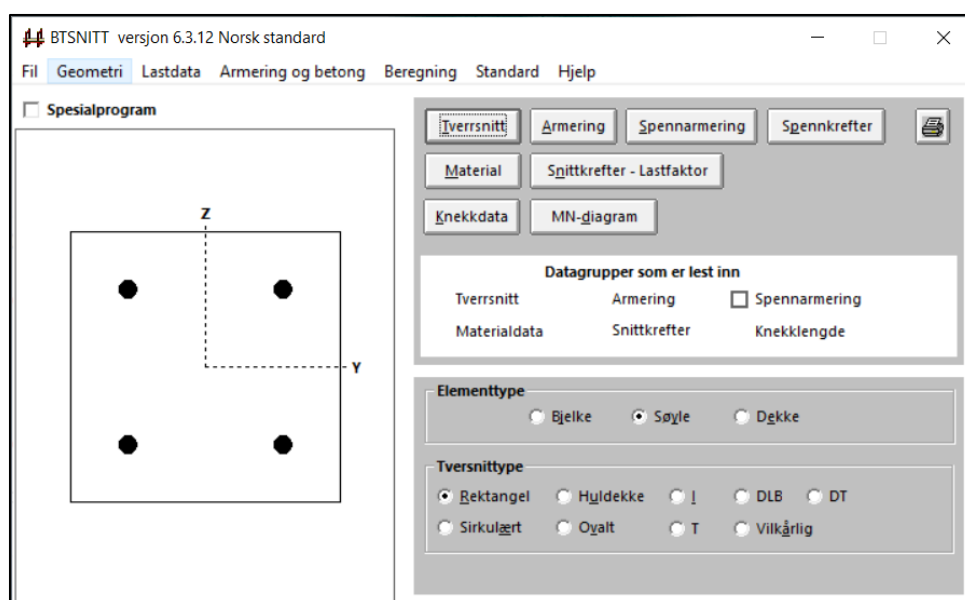 BTSNITT versjon 6.3.12 Norsk standard
Fil Geometri Lastdata Armering og betong Beregning Standard Hjelp
Spesialprogram
Tverrsnitt Armering Spennarmering Spennkrefter
Material Snittkrefter - Lastfaktor
Knekkdata MN-diagram
Z
Y
Datagrupper som er lest inn
Tverrsnitt Armering Spennarmering
Materialdata Snittkrefter Knekklengde
Elementtype
Bjelke Søyle Dekke
Tversnittype
Rektangel Huldekke I DLB DT
Sirkulært Ovalt T Vilkårlig